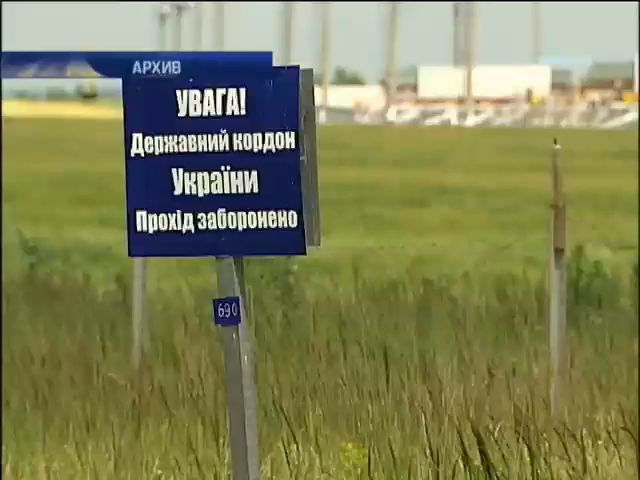 АРХИВ
УВАГА!
Державний кордон
України
Прохід заборонено
690